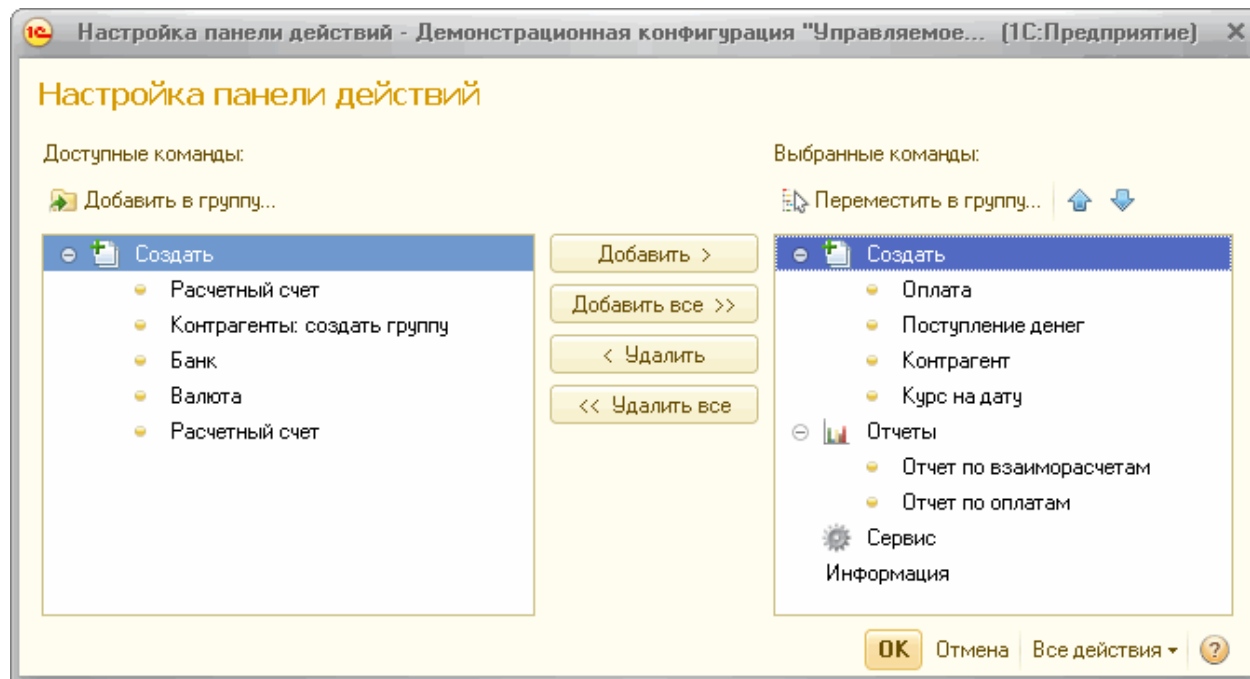 Настройка панели действий - Демонстрационная конфигурация "Управляемое... (1С:Предприятие)
Настройка панели действий
Доступные команды:
Добавить в группу...
Создать
Расчетный счет
Контрагенты: создать группу
Банк
Валюта
Расчетный счет
Добавить >
Добавить все >>
< Удалить
<< Удалить все
Выбранные команды:
Переместить в группу...
Создать
Оплата
Поступление денег
Контрагент
Курс на дату
Отчеты
Отчет по взаиморасчетам
Отчет по оплатам
Сервис
Информация
OK Отмена Все действия ?